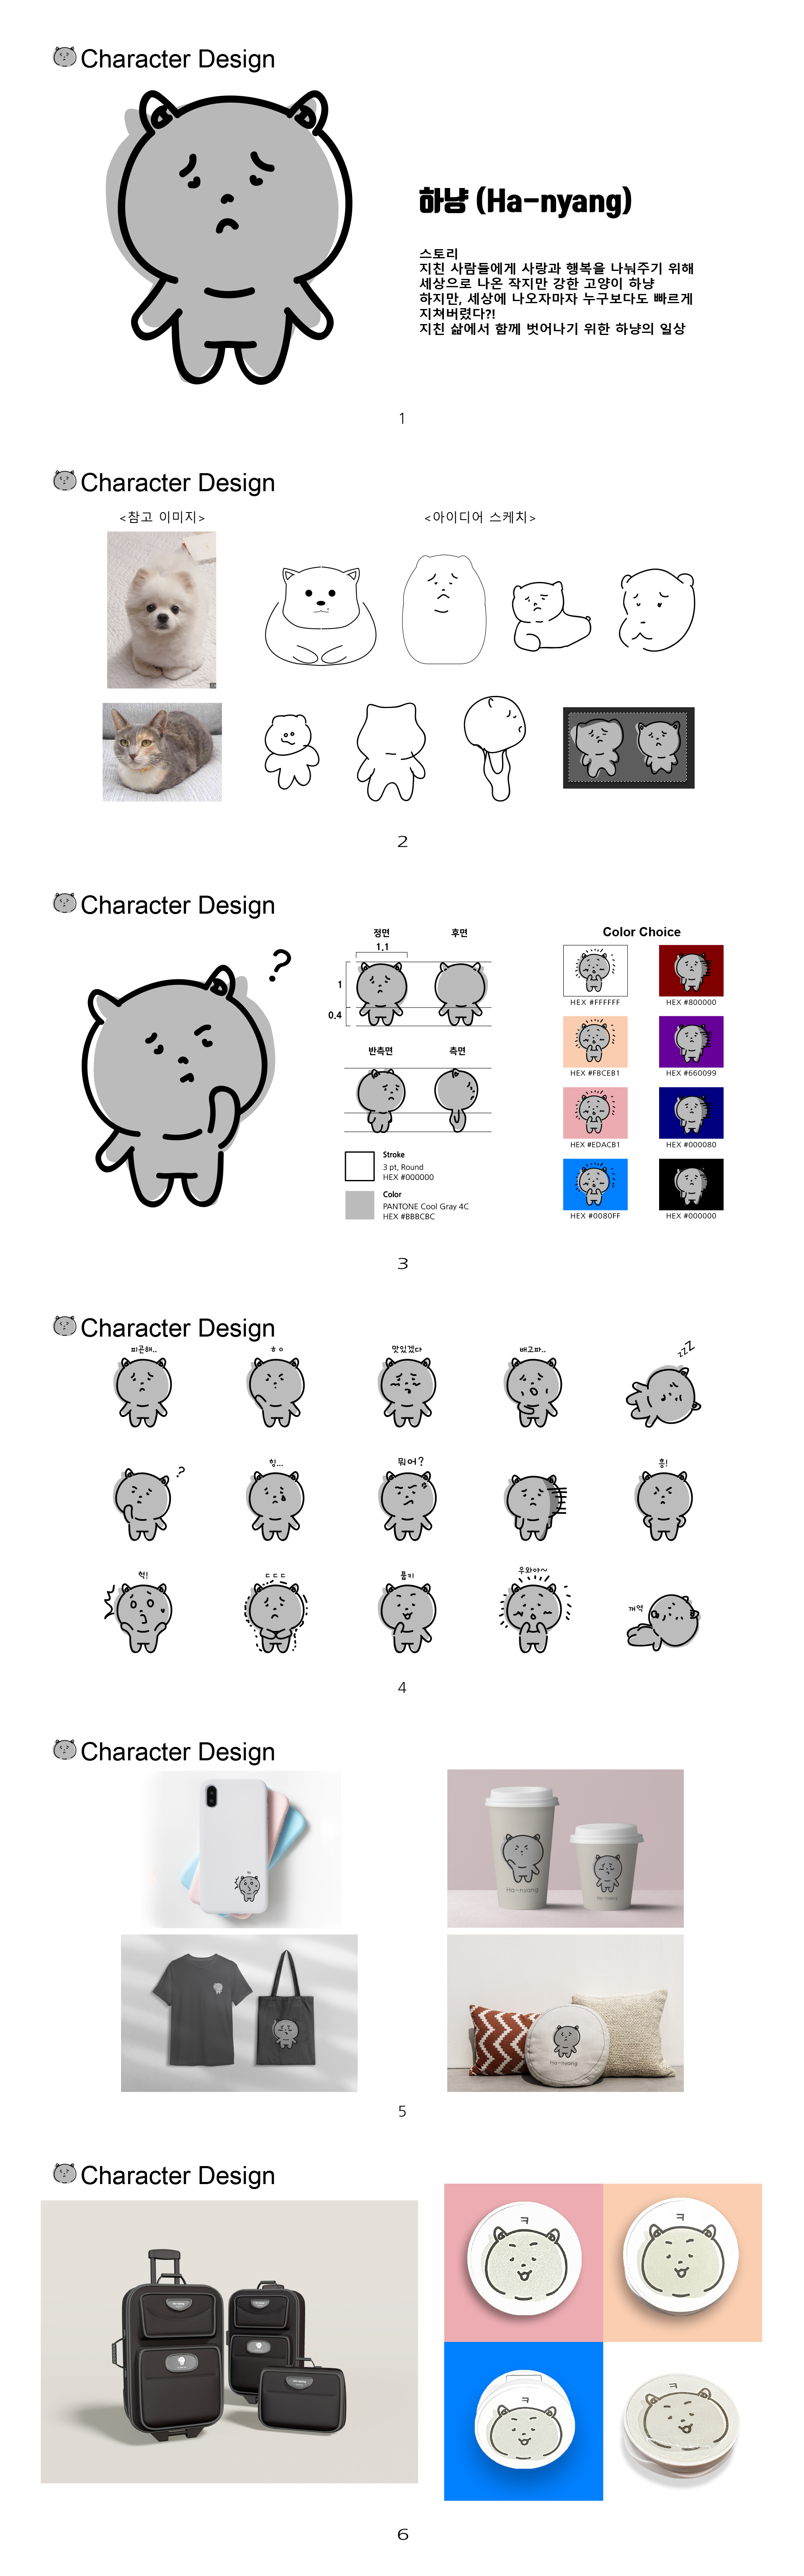 Character Design
하냥 (Ha-nyang)
스토리
지친 사람들에게 사랑과 행복을 나눠주기 위해
세상으로 나온 작지만 강한 고양이 하냥
하지만, 세상에 나오자마자 누구보다도 빠르게
지쳐버렸다?!
지친 삶에서 함께 벗어나기 위한 하냥의 일상
1
Character Design
<참고 이미지>
<아이디어 스케치>
2
Character Design
?
정면
후면
1.1
1
0.4
반측면
측면
Stroke
3 pt, Round
HEX #000000
Color
PANTONE Cool Gray 4C
HEX #BBBCBC
Color Choice
HEX #FFFFFF
HEX #800000
HEX #FBCEB1
HEX #660099
HEX #EDACB1
HEX #000080
HEX #0080FF
HEX #000000
3
Character Design
피곤해..
ㅎㅇ
맛있겠다
배고파..
zzZ
?
힝...
뭐어?
흥!
헉!
ㄷㄷㄷ
풉키
우와아~
깨억
4
Character Design
Ha-nyang
Ha-nyang
Ha-nyang
5
Character Design
ㅋ
ㅋ
ㅋ
ㅋ
6